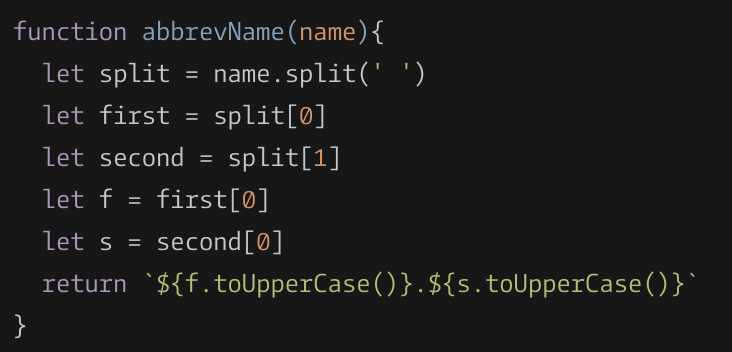 function abbrevName(name){
  let split = name.split(' ')
  let first = split[0]
  let second = split[1]
  let f = first[0]
  let s = second[0]
  return `${f.toUpperCase()}.${s.toUpperCase()}`
}